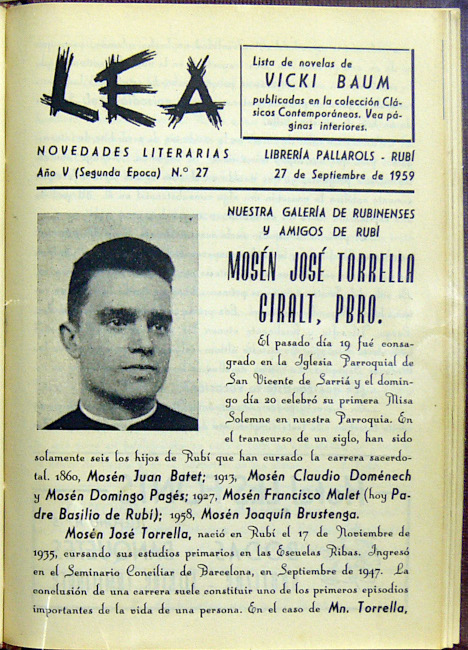 LEA
Lista de novelas de
VICKI BAUM
publicadas en la colección Clá-
sicos Contemporáneos. Vea pá-
ginas interiores.
NOVEDADES LITERARIAS
Año V (Segunda Epoca) N.° 27
LIBRERÍA PALLAROLS - RUBÍ
27 de Septiembre de 1959
NUESTRA GALERÍA DE RUBINENSES
Y AMIGOS DE RUBÍ
MOSÉN JOSÉ TORRELLA
GIRALT, PBRO.
El pasado día 19 fué consa-
grado en la Iglesia Parroquial de
San Vicente de Sarriá y el domin-
go día 20 celebró su primera Misa
Solemne en nuestra Parroquia. En
el transcurso de un siglo, han sido
solamente seis los hijos de Rubí que han cursado la carrera sacerdo-
tal. 1860, Mosén Juan Batet; 1913, Mosén Claudio Doménech
y Mosén Domingo Pagés; 1927, Mosén Francisco Malet (hoy Pa-
dre Basilio de Rubí); 1958, Mosén Joaquín Brustenga.
Mosén José Torrella, nació en Rubí el 17 de Noviembre de
1935, cursando sus estudios primarios en las Escuelas Ribas. Ingresó
en el Seminario Conciliar de Barcelona, en Septiembre de 1947. La
conclusión de una carrera suele constituir uno de los primeros episodios
importantes de la vida de una persona. En el caso de Mn. Torrella,